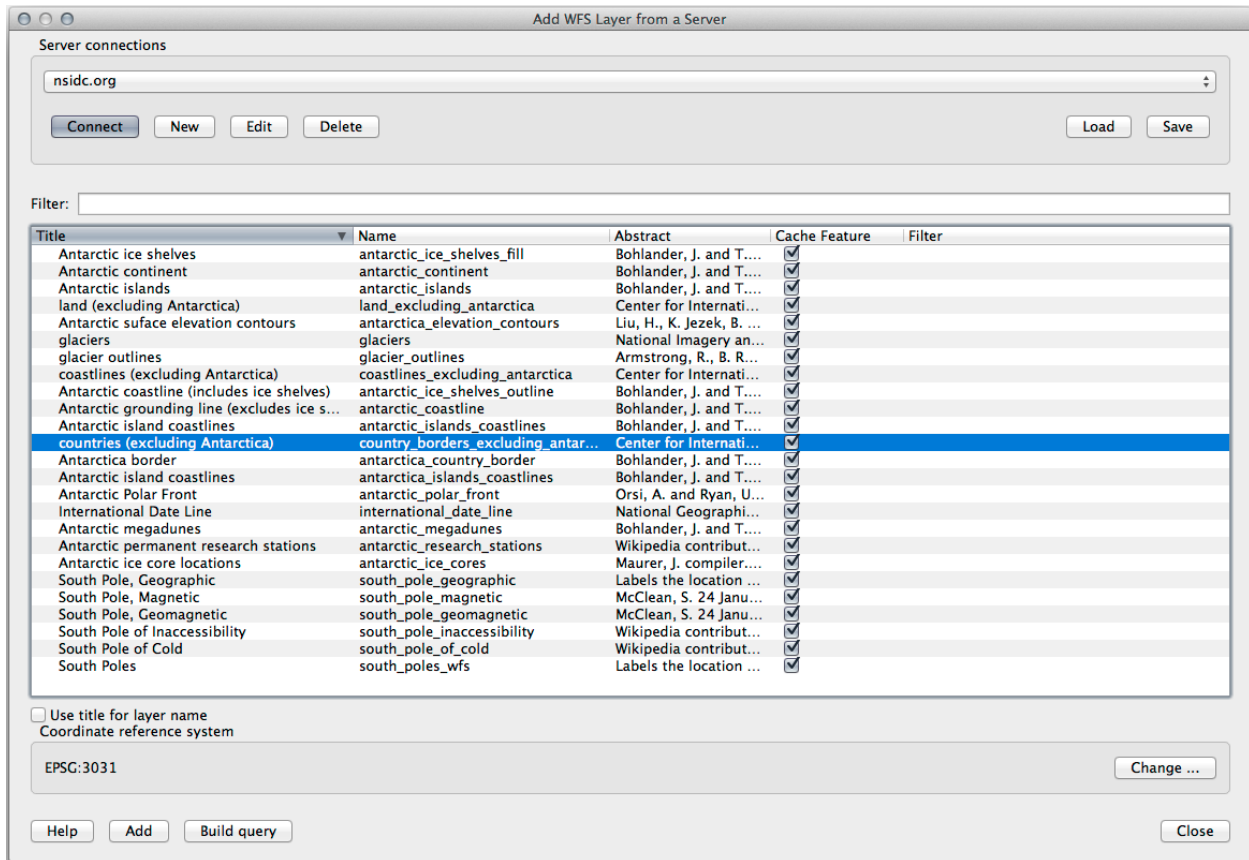 Add WFS Layer from a Server
Server connections
nsidc.org
Connect New Edit Delete Load Save
Filter:
Title Name Abstract Cache Feature Filter
Antarctic ice shelves antarctic_ice_shelves_fill Bohlander, J. and T....
Antarctic continent antarctic_continent Bohlander, J. and T....
Antarctic islands antarctic_islands Bohlander, J. and T....
land (excluding Antarctica) land_excluding_antarctica Center for Internati...
Antarctic suface elevation contours antarctica_elevation_contours Liu, H., K. Jezek, B. ...
glaciers glaciers National Imagery an...
glacier outlines glacier_outlines Armstrong, R., B. R...
coastlines (excluding Antarctica) coastlines_excluding_antarctica Center for Internati...
Antarctic coastline (includes ice shelves) antarctic_ice_shelves_outline Bohlander, J. and T....
Antarctic grounding line (excludes ice s... antarctic_coastline Bohlander, J. and T....
Antarctic island coastlines antarctic_islands_coastlines Bohlander, J. and T....
countries (excluding Antarctica) country_borders_excluding_antar... Center for Internati...
Antarctica border antarctica_country_border Bohlander, J. and T....
Antarctic island coastlines antarctica_islands_coastlines Bohlander, J. and T....
Antarctic Polar Front antarctic_polar_front Orsi, A. and Ryan, U...
International Date Line international_date_line National Geographi...
Antarctic megadunes antarctic_megadunes Bohlander, J. and T....
Antarctic permanent research stations antarctic_research_stations Wikipedia contribut...
Antarctic ice core locations antarctic_ice_cores Maurer, J. compiler....
South Pole, Geographic south_pole_geographic Labels the location ...
South Pole, Magnetic south_pole_magnetic McClean, S. 24 Janu...
South Pole, Geomagnetic south_pole_geomagnetic McClean, S. 24 Janu...
South Pole of Inaccessibility south_pole_inaccessibility Wikipedia contribut...
South Pole of Cold south_pole_of_cold Wikipedia contribut...
South Poles south_poles_wfs Labels the location ...
Use title for layer name
Coordinate reference system
EPSG:3031 Change ...
Help Add Build query Close